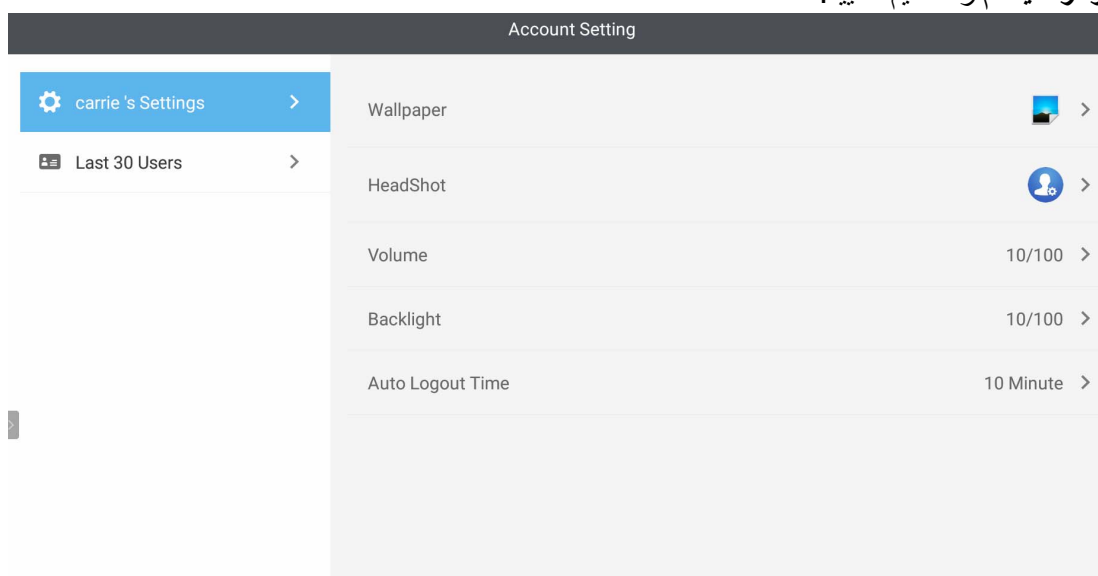 Account Setting
carrie 's Settings
Last 30 Users
Wallpaper
HeadShot
Volume 10/100
Backlight 10/100
Auto Logout Time 10 Minute